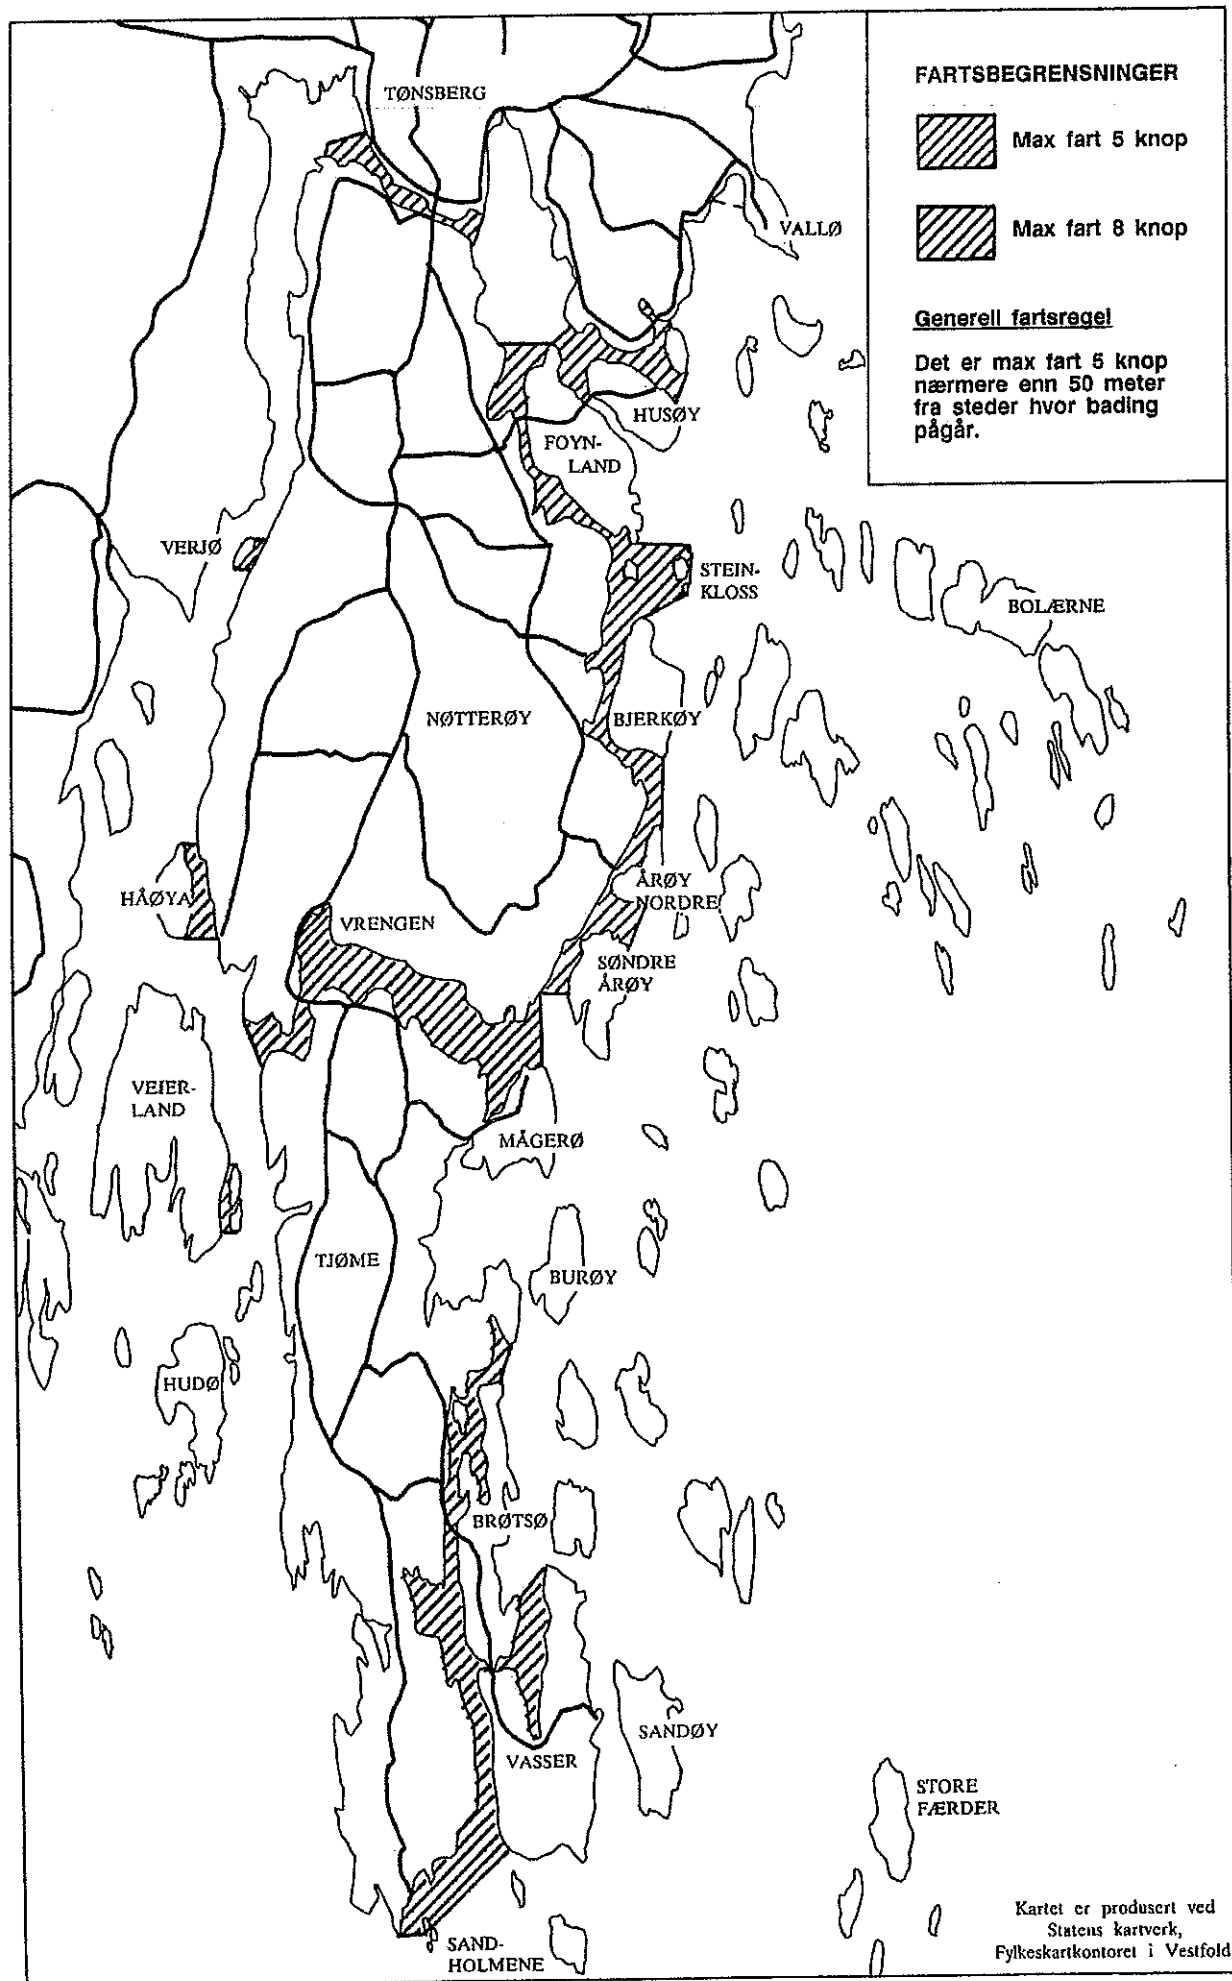 TØNSBERG
FARTSBEGRENSNINGER
Max fart 5 knop
Max fart 8 knop
Generell fartsregel
Det er max fart 5 knop
nærmere enn 50 meter
fra steder hvor bading
pågår.
VALLØ
HUSØY
FOYN-
LAND
VERJØ
STEIN-
KLOSS
BOLÆRNE
NØTTERØY
BJERKØY
HÅØYA
VRENGEN
ÅRØY
NORDRE
SØNDRE
ÅRØY
VEIER-
LAND
MÅGERØ
TJØME
BURØY
HUDØ
BRØTSØ
SANDØY
VASSER
STORE
FÆRDER
SAND-
HOLMENE
Kartet er produsert ved
Statens kartverk,
Fylkeskartkontoret i Vestfold